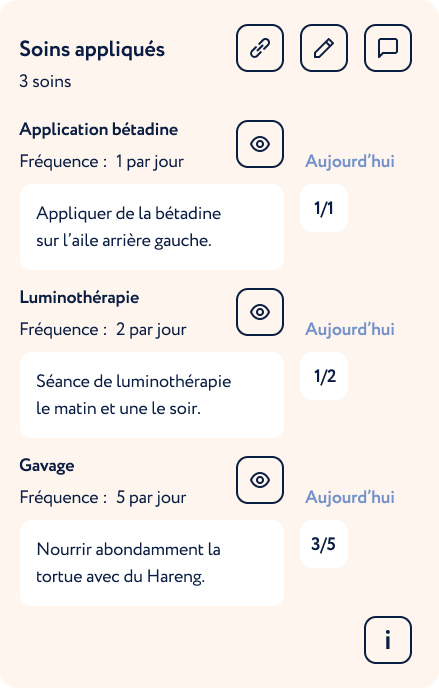 Soins appliqués
3 soins
Application bétadine
Fréquence : 1 par jour
Aujourd’hui
Appliquer de la bétadine
sur l’aile arrière gauche.
1/1
Luminothérapie
Fréquence : 2 par jour
Aujourd’hui
Séance de luminothérapie
le matin et une le soir.
1/2
Gavage
Fréquence : 5 par jour
Aujourd’hui
Nourrir abondamment la
tortue avec du Hareng.
3/5
i